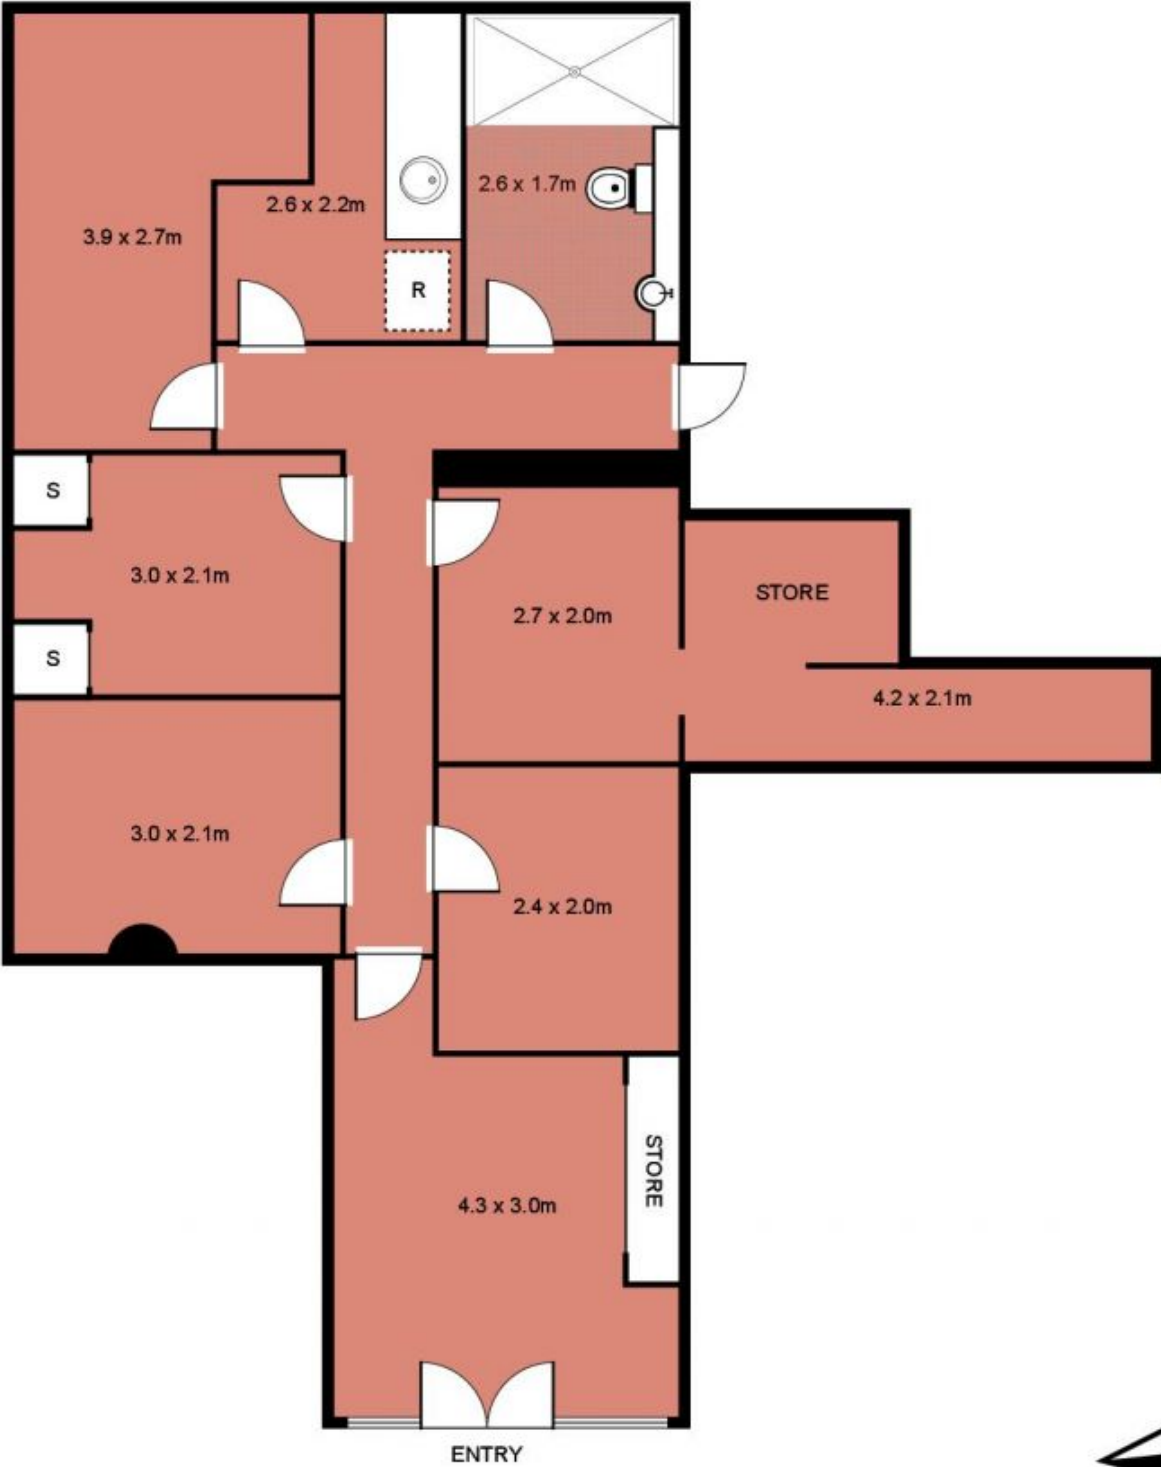 2.6 x 1.7m
2.6 x 2.2m
3.9 x 2.7m
R
S
3.0 x 2.1m
STORE
2.7 x 2.0m
S
4.2 x 2.1m
3.0 x 2.1m
2.4 x 2.0m
STORE
4.3 x 3.0m
ENTRY